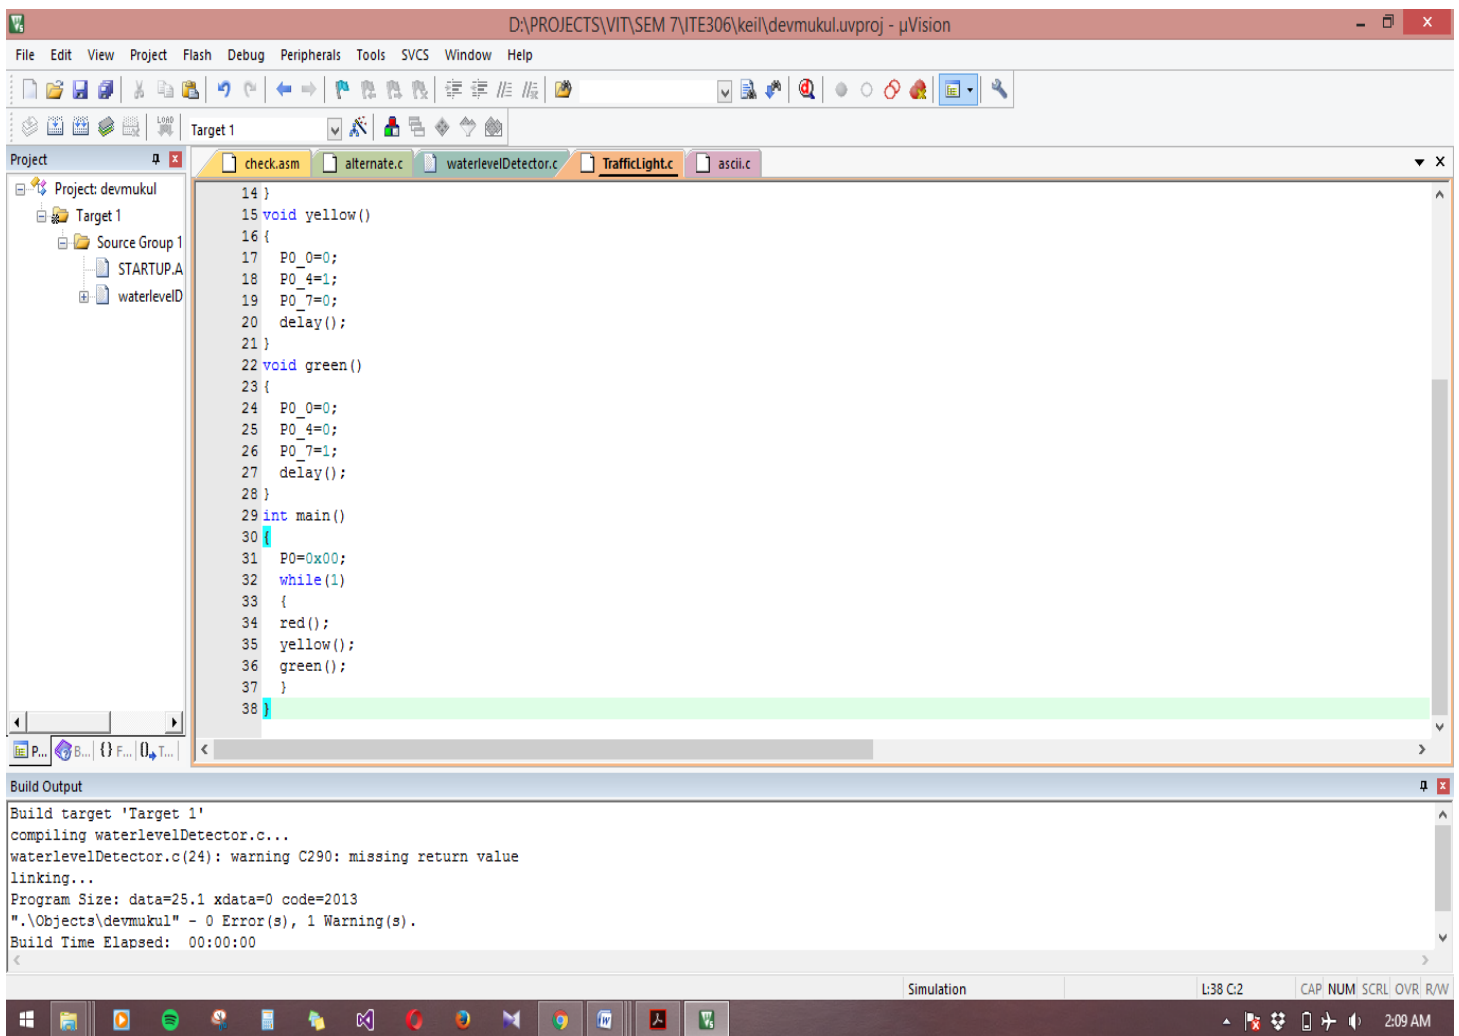 D:\PROJECTS\VIT\SEM 7\ITE306\keil\devmukul.uvproj - µVision
File Edit View Project Flash Debug Peripherals Tools SVCS Window Help
LOAD Target 1
Project
check.asm alternate.c waterlevelDetector.c TrafficLight.c ascii.c
Project: devmukul
Target 1
Source Group 1
STARTUP.A
waterlevelD
14 }
15 void yellow()
16 {
17 P0_0=0;
18 P0_4=1;
19 P0_7=0;
20 delay();
21 }
22 void green()
23 {
24 P0_0=0;
25 P0_4=0;
26 P0_7=1;
27 delay();
28 }
29 int main()
30 {
31 P0=0x00;
32 while(1)
33 {
34 red();
35 yellow();
36 green();
37 }
38 }
P... B... {} F... 0 T...
Build Output
Build target 'Target 1'
compiling waterlevelDetector.c...
waterlevelDetector.c(24): warning C290: missing return value
linking...
Program Size: data=25.1 xdata=0 code=2013
".\Objects\devmukul" - 0 Error(s), 1 Warning(s).
Build Time Elapsed: 00:00:00
Simulation L:38 C:2 CAP NUM SCRL OVR R/W
2:09 AM